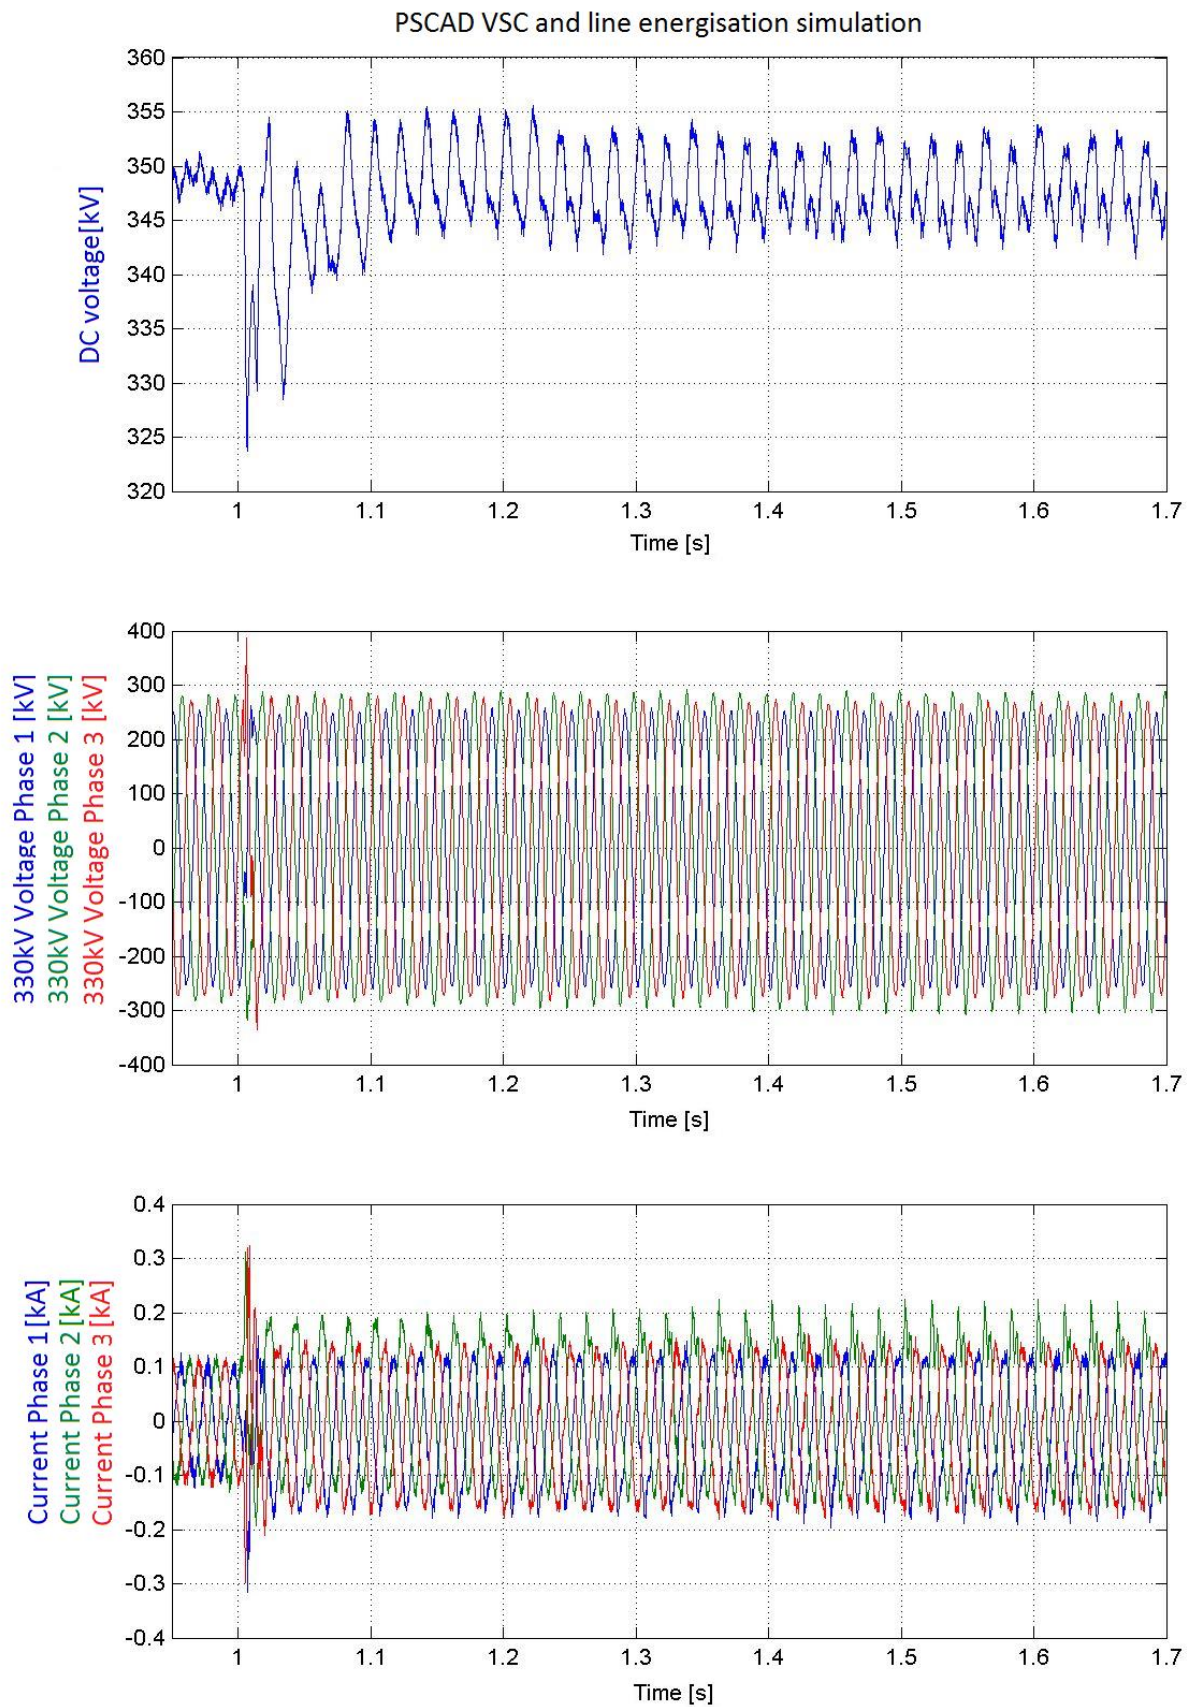 PSCAD VSC and line energisation simulation
360
355
350
345
340
335
330
325
320
DC voltage[kV]
1 1.1 1.2 1.3 1.4 1.5 1.6 1.7
Time [s]
400
300
200
100
0
-100
-200
-300
-400
330kV Voltage Phase 1 [kV]
330kV Voltage Phase 2 [kV]
330kV Voltage Phase 3 [kV]
1 1.1 1.2 1.3 1.4 1.5 1.6 1.7
Time [s]
0.4
0.3
0.2
0.1
0
-0.1
-0.2
-0.3
-0.4
Current Phase 1[kA]
Current Phase 2[kA]
Current Phase 3[kA]
1 1.1 1.2 1.3 1.4 1.5 1.6 1.7
Time [s]